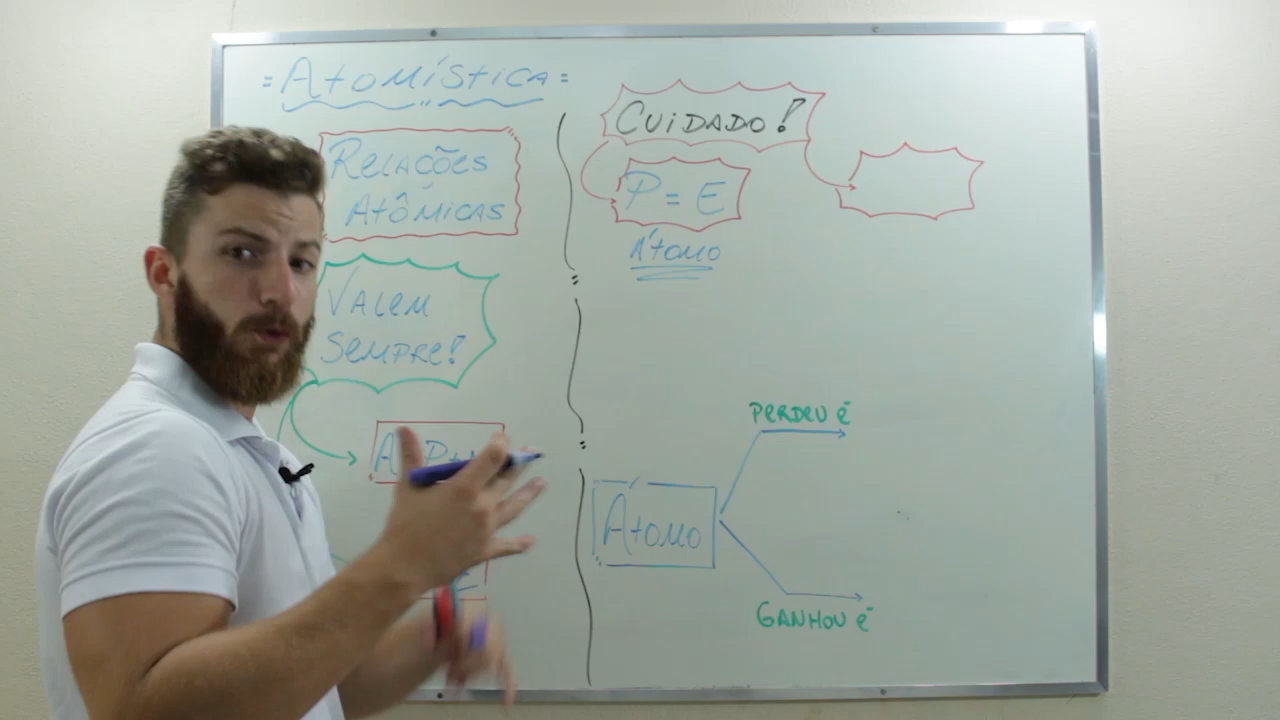 = Atomística =
Relações
Atômicas
Valem
Sempre!
Cuidado!
P = E
Átomo
Perdeu é
Átomo
Ganhou é